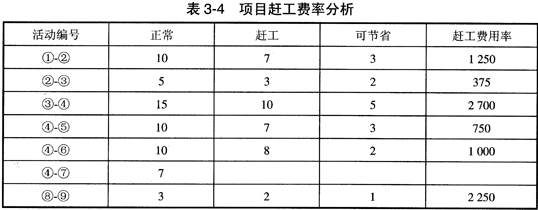 表 3-4 项目赶工费率分析
活动编号 正常 赶工 可节省 赶工费用率
①-② 10 7 3 1 250
②-③ 5 3 2 375
③-④ 15 10 5 2 700
④-⑤ 10 7 3 750
④-⑥ 10 8 2 1 000
④-⑦ 7
⑧-⑨ 3 2 1 2 250